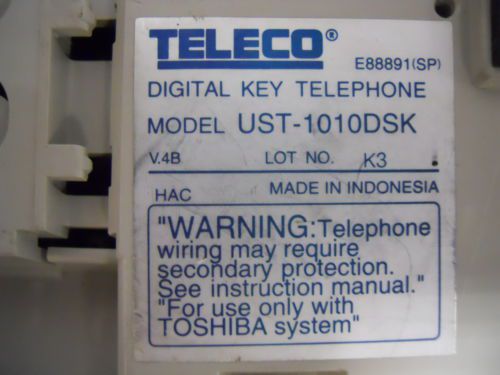 TELECO®
E88891(SP)
DIGITAL KEY TELEPHONE
MODEL UST-1010DSK
V.4B LOT NO. K3
HAC MADE IN INDONESIA
"WARNING:Telephone
wiring may require
secondary protection.
See instruction manual."
"For use only with
TOSHIBA system"